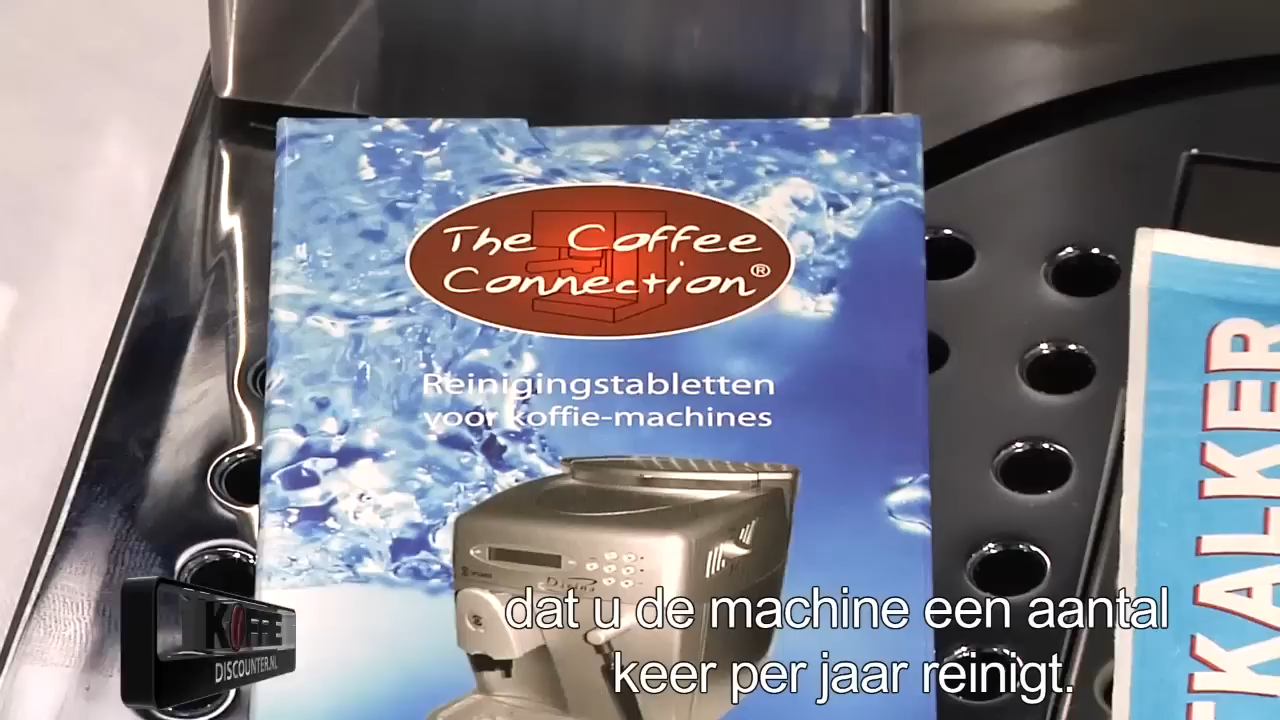 The Coffee
Connection®
Reinigingstabletten
voor koffie-machines
TKALKER
KOFFIE
DISCOUNTER.NL
dat u de machine een aantal
keer per jaar reinigt.